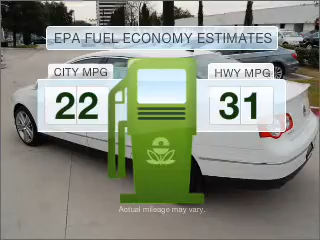 EPA FUEL ECONOMY ESTIMATES
CITY MPG
HWY MPG
22
31
Actual mileage may vary.